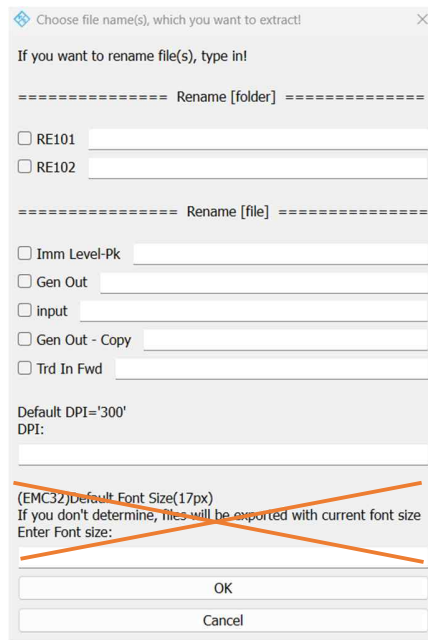 Choose file name(s), which you want to extract!
If you want to rename file(s), type in!
=============== Rename [folder] ==============
RE101
RE102
================ Rename [file] ===============
Imm Level-Pk
Gen Out
input
Gen Out - Copy
Trd In Fwd
Default DPI='300'
DPI:
(EMC32)Default Font Size(17px)
If you don't determine, files will be exported with current font size
Enter Font size:
OK
Cancel